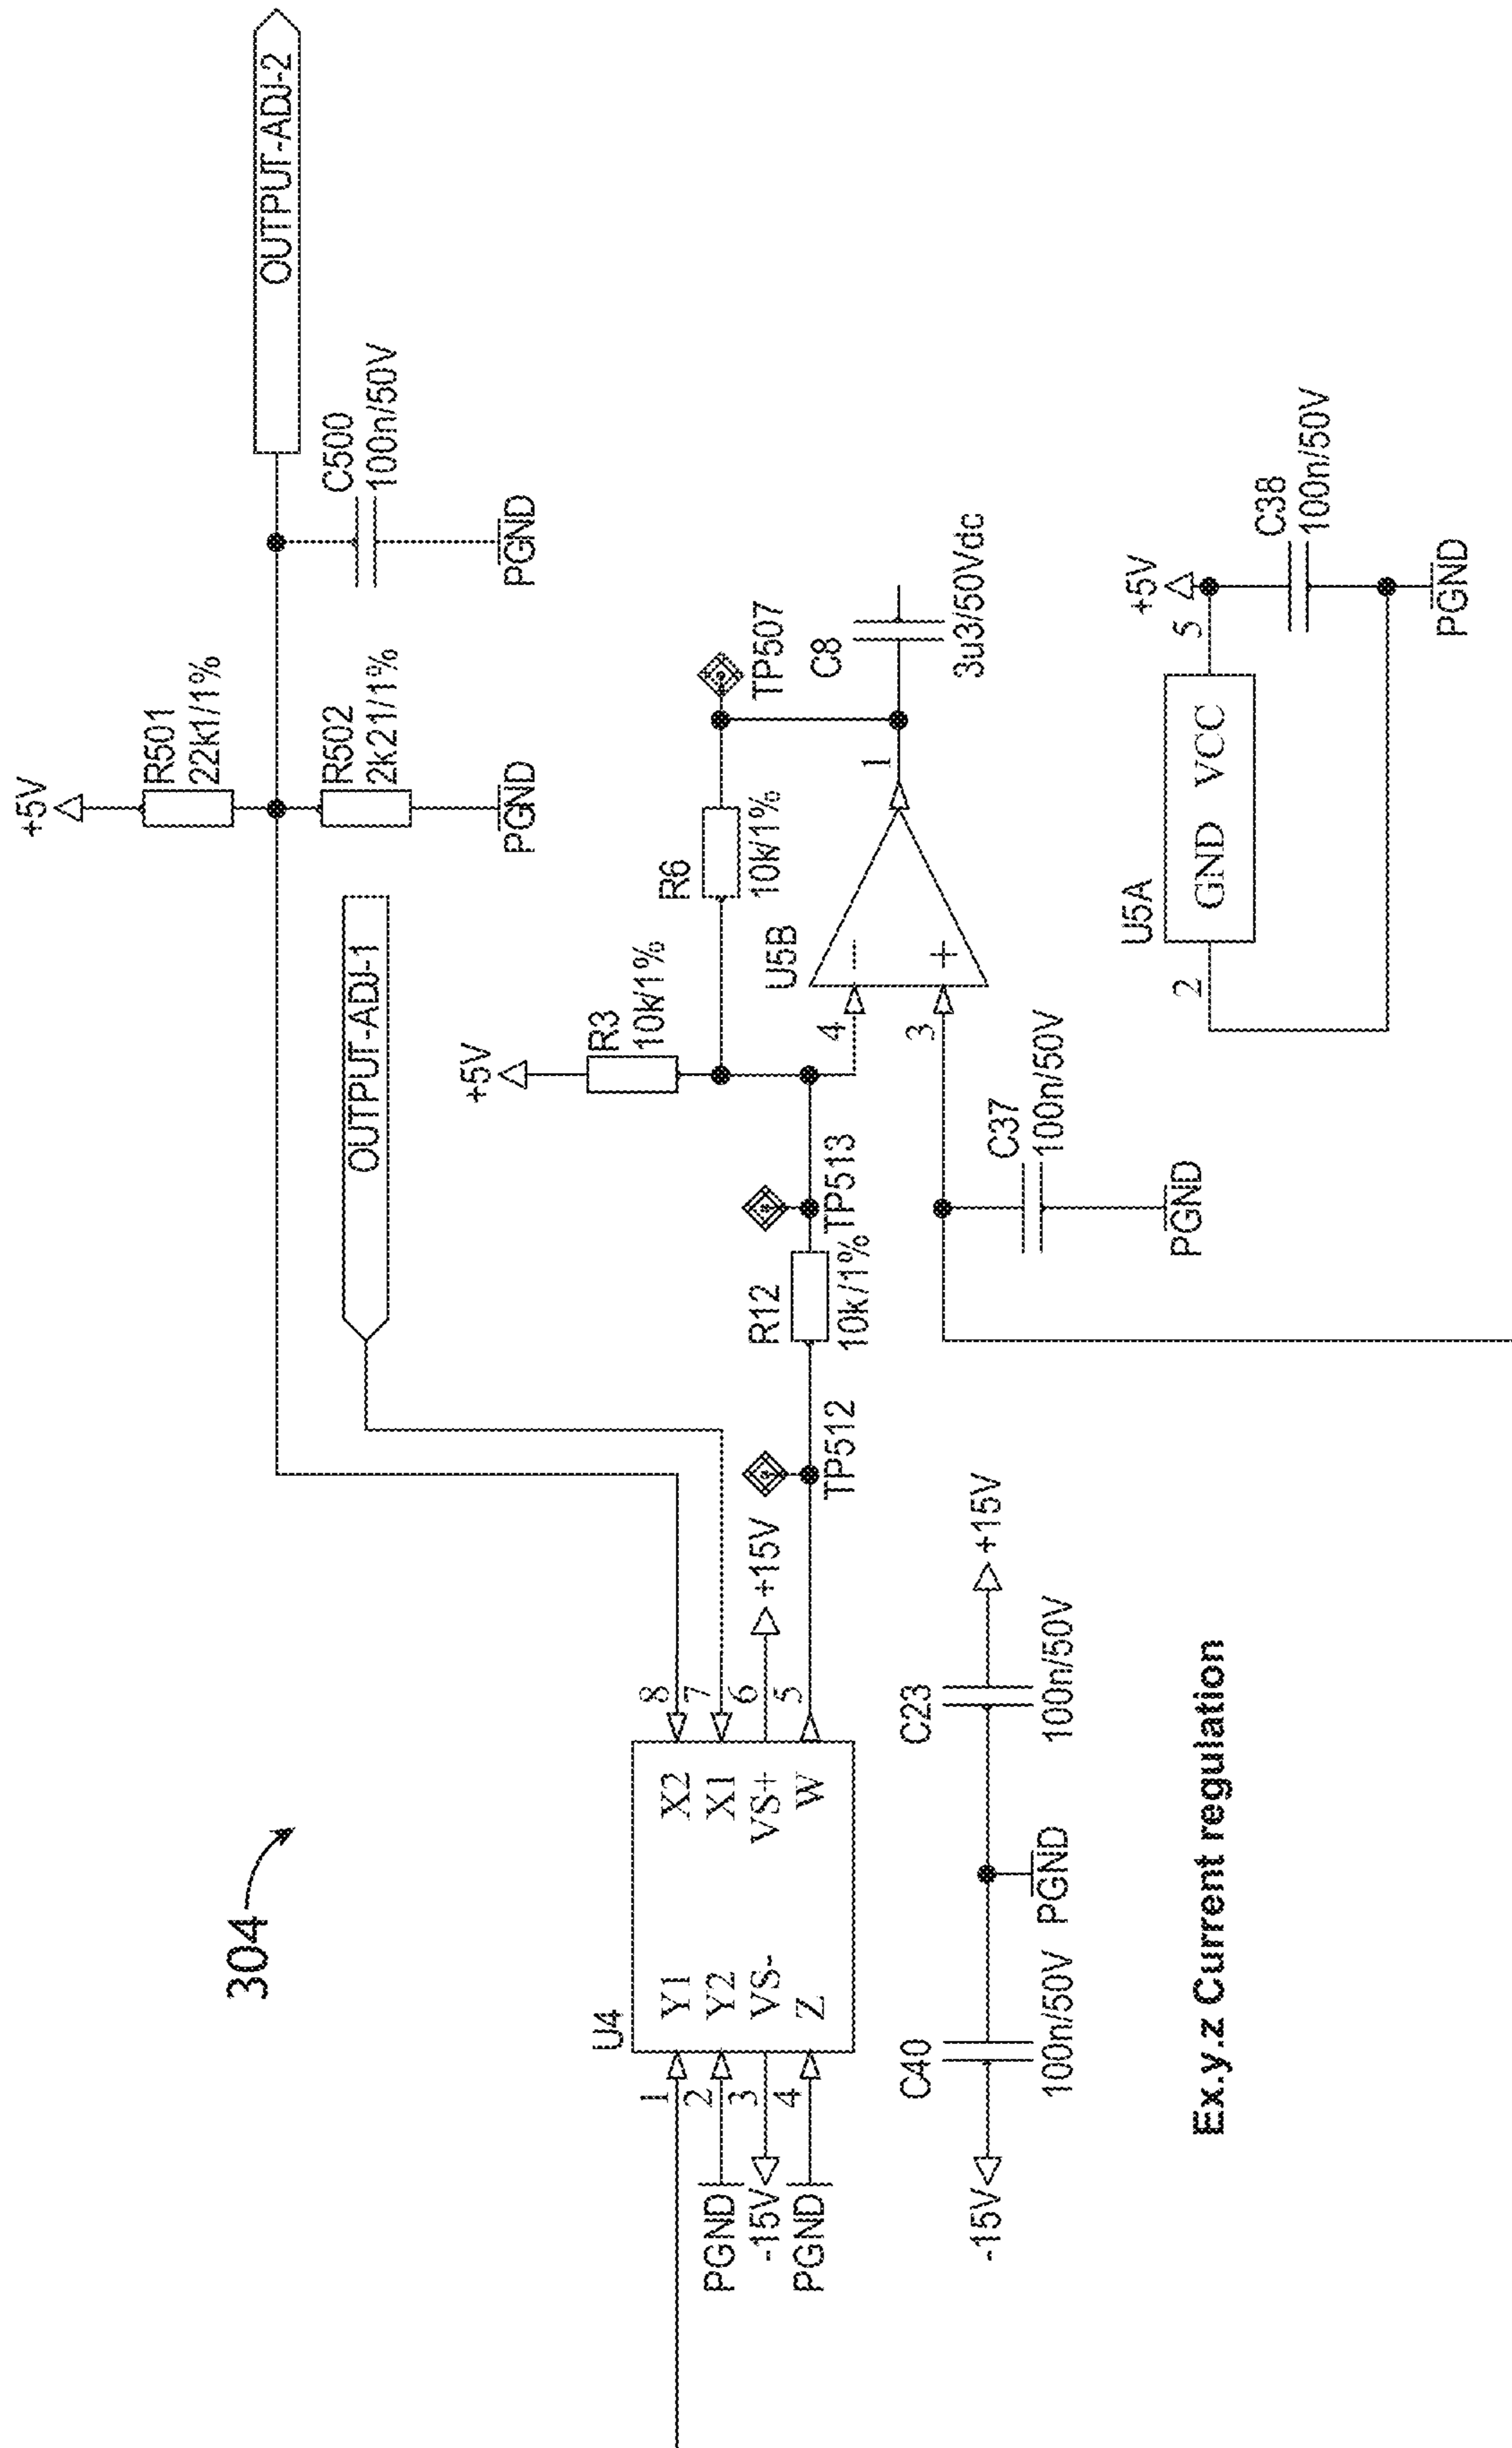 304
+5V
R501
22k1/1%
R502
2k21/1%
PGND
OUTPUT-ADJ-2
C500
100n/50V
PGND
OUTPUT-ADJ-1
+5V
R3
10k/1%
R6
10k/1%
TP507
U4
Y1
Y2
VS-
Z
X2
X1
VS+
W
1
2
3
4
8
7
6
5
PGND
-15V
PGND
+15V
TP512
R12
10k/1%
TP513
U5B
4
3
1
C8
3u3/50Vdc
C37
100n/50V
PGND
-15V
C40
100n/50V
PGND
C23
100n/50V
+15V
U5A
GND VCC
2
5
+5V
C38
100n/50V
PGND
Ex.y.z Current regulation